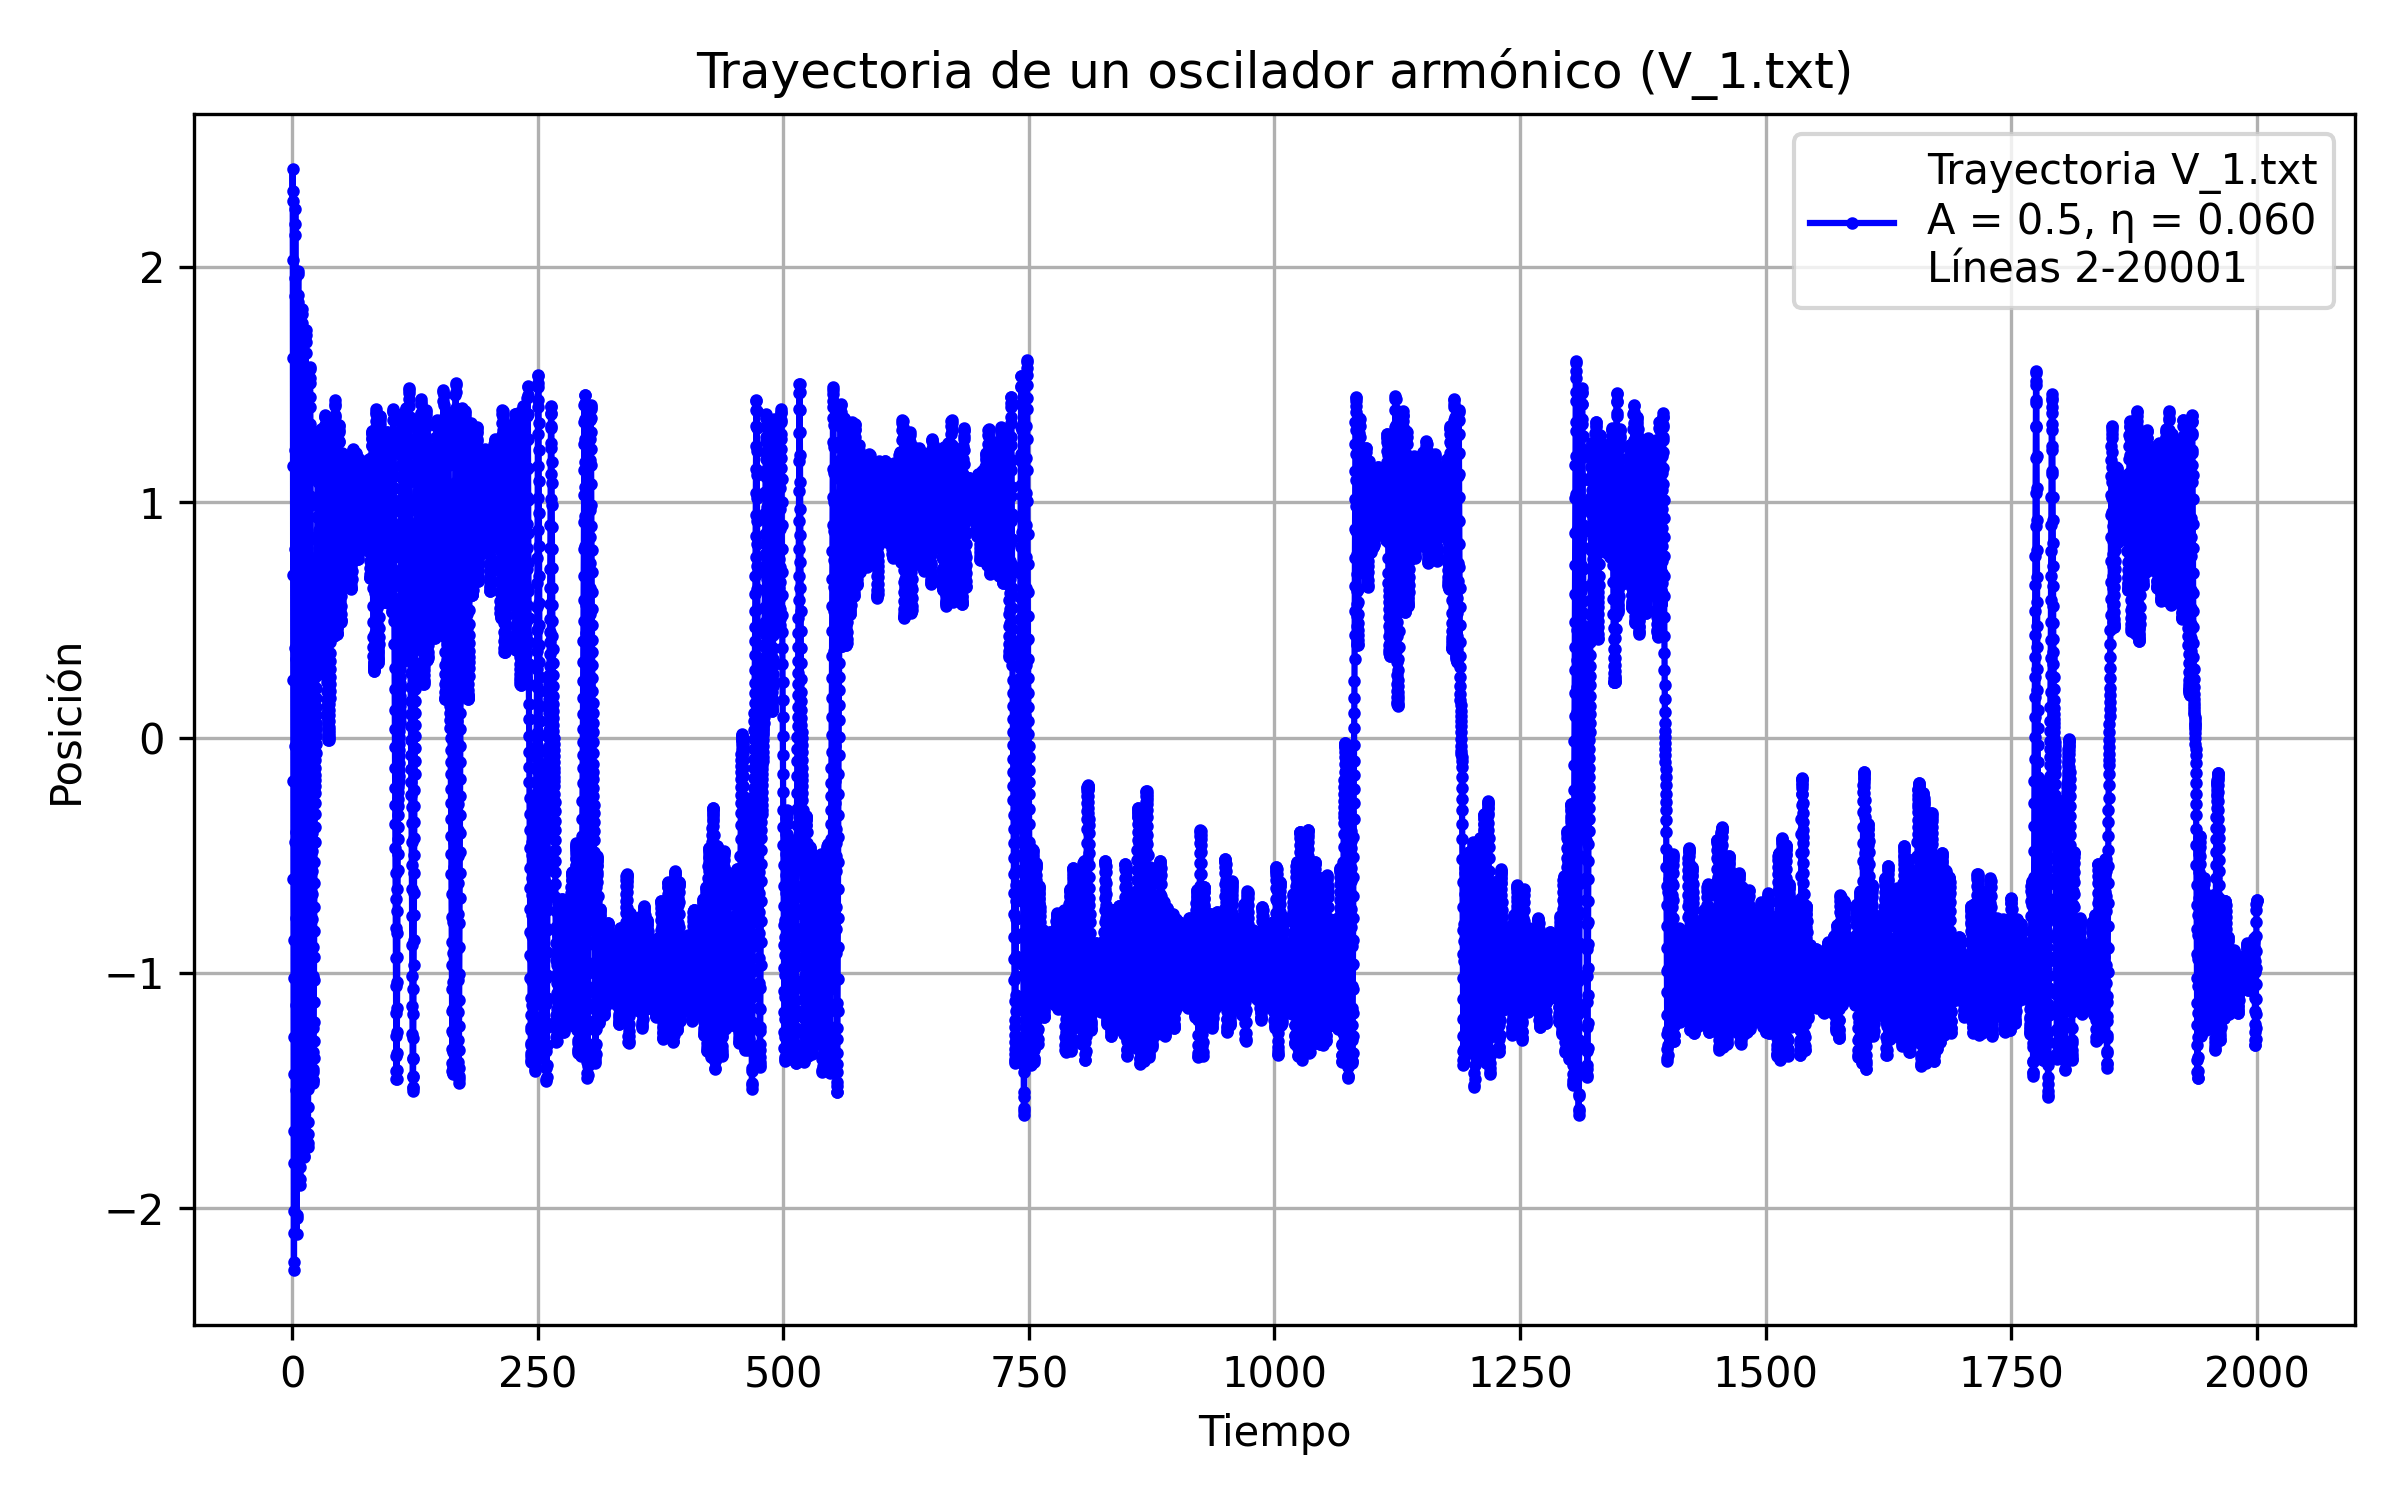 Trayectoria de un oscilador armónico (V_1.txt)
Trayectoria V_1.txt
A = 0.5, η = 0.060
Líneas 2-20001
Posición
2
1
0
−1
−2
0 250 500 750 1000 1250 1500 1750 2000
Tiempo